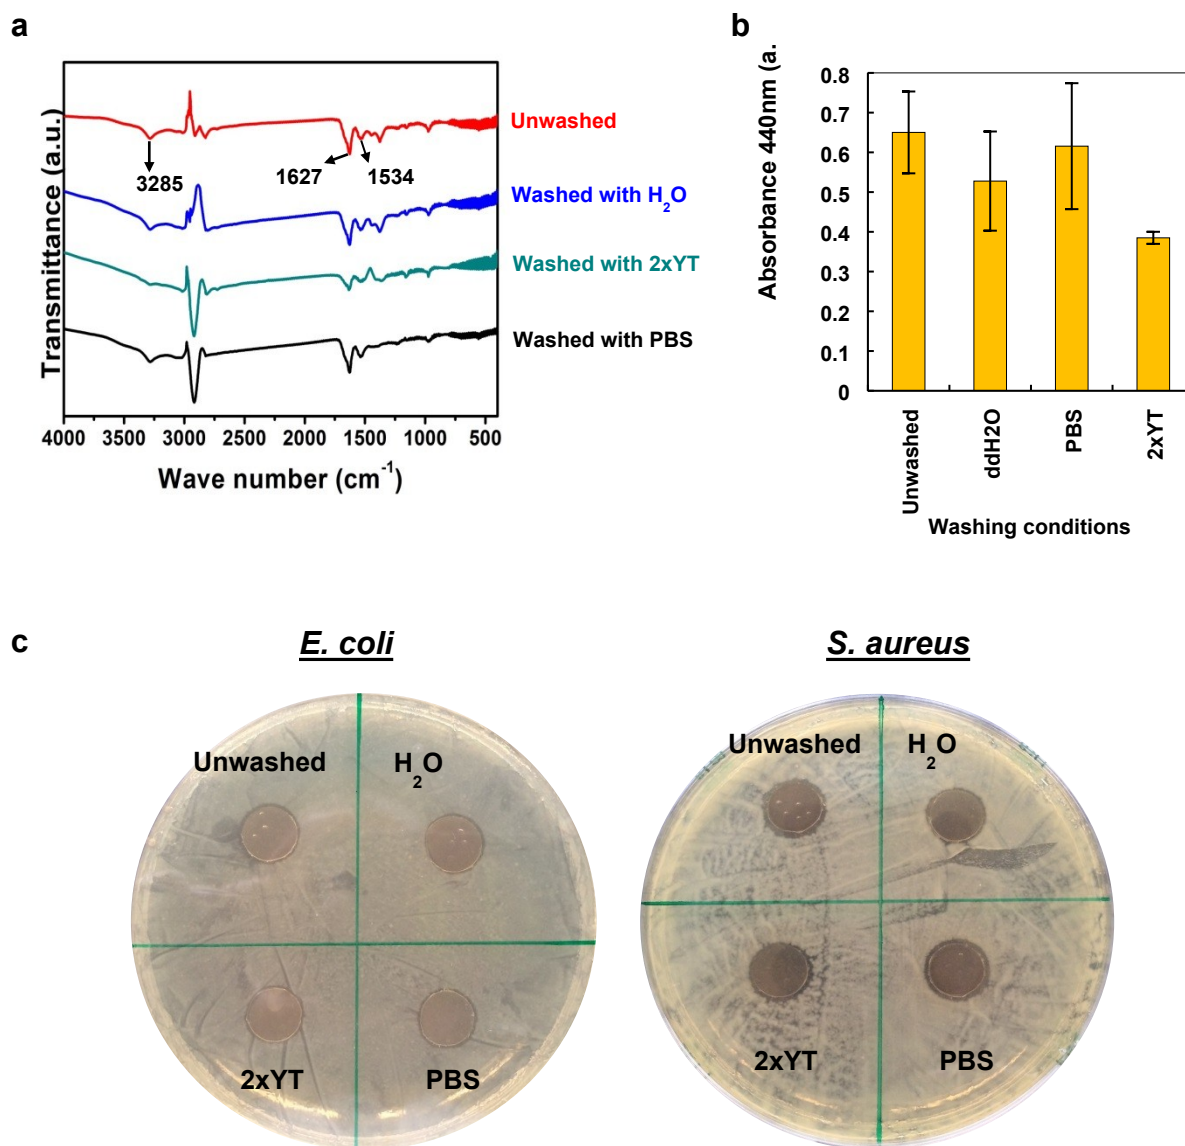 a
Transmittance (a.u.)
Unwashed
3285
1627
1534
Washed with H2O
Washed with 2xYT
Washed with PBS
4000 3500 3000 2500 2000 1500 1000 500
Wave number (cm-1)
b
Absorbance 440nm (a.
0.8
0.7
0.6
0.5
0.4
0.3
0.2
0.1
0
Unwashed
ddH2O
PBS
2xYT
Washing conditions
c
E. coli
Unwashed
H2O
2xYT
PBS
S. aureus
Unwashed
H2O
2xYT
PBS